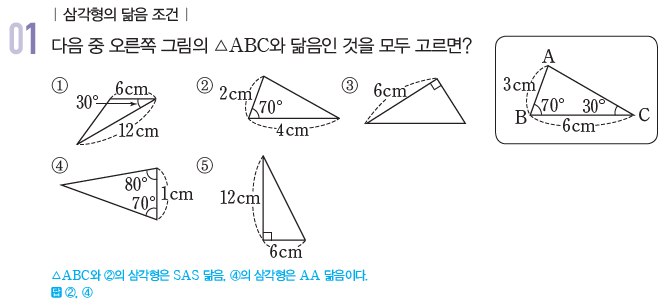 | 삼각형의 닮음 조건 |
01 다음 중 오른쪽 그림의 △ABC와 닮음인 것을 모두 고르면?
① 6cm 30° 12cm
② 2cm 70° 4cm
③ 6cm
A 3cm B 70° 30° C 6cm
④ 80° 70° 1cm
⑤ 12cm 6cm
△ABC와 ②의 삼각형은 SAS 닮음, ④의 삼각형은 AA 닮음이다.
답 ②, ④